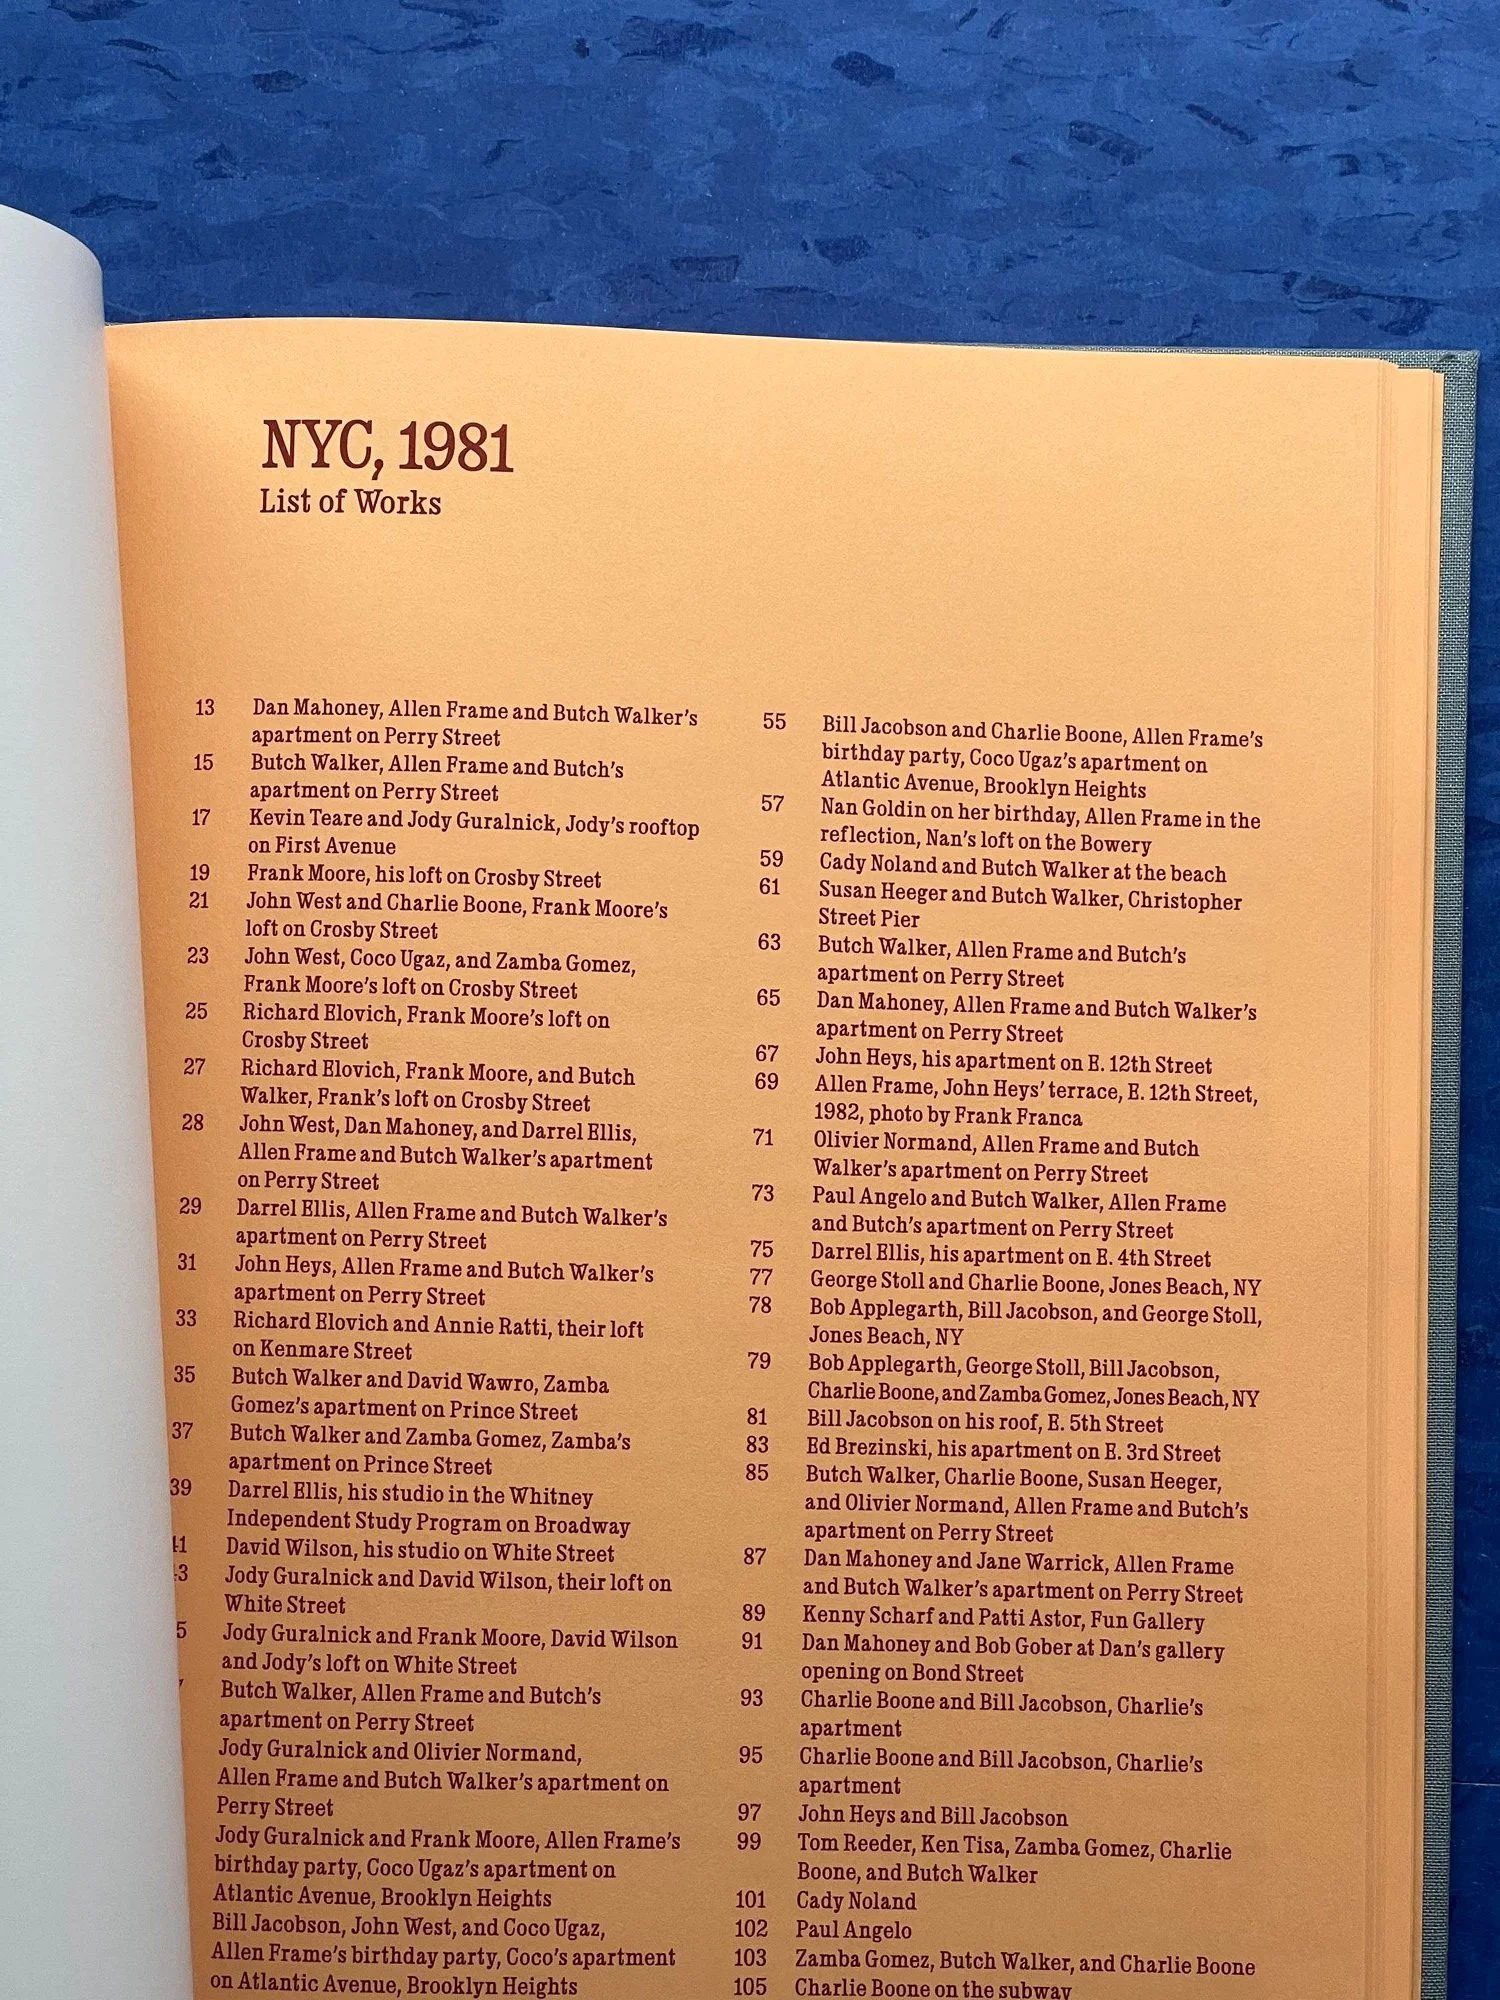 NYC, 1981
List of Works
13 Dan Mahoney, Allen Frame and Butch Walker's
apartment on Perry Street
15 Butch Walker, Allen Frame and Butch's
apartment on Perry Street
17 Kevin Teare and Jody Guralnick, Jody's rooftop
on First Avenue
19 Frank Moore, his loft on Crosby Street
21 John West and Charlie Boone, Frank Moore's
loft on Crosby Street
23 John West, Coco Ugaz, and Zamba Gomez,
Frank Moore's loft on Crosby Street
25 Richard Elovich, Frank Moore's loft on
Crosby Street
27 Richard Elovich, Frank Moore, and Butch
Walker, Frank's loft on Crosby Street
28 John West, Dan Mahoney, and Darrel Ellis,
Allen Frame and Butch Walker's apartment
on Perry Street
29 Darrel Ellis, Allen Frame and Butch Walker's
apartment on Perry Street
31 John Heys, Allen Frame and Butch Walker's
apartment on Perry Street
33 Richard Elovich and Annie Ratti, their loft
on Kenmare Street
35 Butch Walker and David Wawro, Zamba
Gomez's apartment on Prince Street
37 Butch Walker and Zamba Gomez, Zamba's
apartment on Prince Street
39 Darrel Ellis, his studio in the Whitney
Independent Study Program on Broadway
41 David Wilson, his studio on White Street
3 Jody Guralnick and David Wilson, their loft on
White Street
5 Jody Guralnick and Frank Moore, David Wilson
and Jody's loft on White Street
Butch Walker, Allen Frame and Butch's
apartment on Perry Street
Jody Guralnick and Olivier Normand,
Allen Frame and Butch Walker's apartment on
Perry Street
Jody Guralnick and Frank Moore, Allen Frame's
birthday party, Coco Ugaz's apartment on
Atlantic Avenue, Brooklyn Heights
Bill Jacobson, John West, and Coco Ugaz,
Allen Frame's birthday party, Coco's apartment
on Atlantic Avenue, Brooklyn Heights
55 Bill Jacobson and Charlie Boone, Allen Frame's
birthday party, Coco Ugaz's apartment on
Atlantic Avenue, Brooklyn Heights
57 Nan Goldin on her birthday, Allen Frame in the
reflection, Nan's loft on the Bowery
59 Cady Noland and Butch Walker at the beach
61 Susan Heeger and Butch Walker, Christopher
Street Pier
63 Butch Walker, Allen Frame and Butch's
apartment on Perry Street
65 Dan Mahoney, Allen Frame and Butch Walker's
apartment on Perry Street
67 John Heys, his apartment on E. 12th Street
69 Allen Frame, John Heys' terrace, E. 12th Street,
1982, photo by Frank Franca
71 Olivier Normand, Allen Frame and Butch
Walker's apartment on Perry Street
73 Paul Angelo and Butch Walker, Allen Frame
and Butch's apartment on Perry Street
75 Darrel Ellis, his apartment on E. 4th Street
77 George Stoll and Charlie Boone, Jones Beach, NY
78 Bob Applegarth, Bill Jacobson, and George Stoll,
Jones Beach, NY
79 Bob Applegarth, George Stoll, Bill Jacobson,
Charlie Boone, and Zamba Gomez, Jones Beach, NY
81 Bill Jacobson on his roof, E. 5th Street
83 Ed Brezinski, his apartment on E. 3rd Street
85 Butch Walker, Charlie Boone, Susan Heeger,
and Olivier Normand, Allen Frame and Butch's
apartment on Perry Street
87 Dan Mahoney and Jane Warrick, Allen Frame
and Butch Walker's apartment on Perry Street
89 Kenny Scharf and Patti Astor, Fun Gallery
91 Dan Mahoney and Bob Gober at Dan's gallery
opening on Bond Street
93 Charlie Boone and Bill Jacobson, Charlie's
apartment
95 Charlie Boone and Bill Jacobson, Charlie's
apartment
97 John Heys and Bill Jacobson
99 Tom Reeder, Ken Tisa, Zamba Gomez, Charlie
Boone, and Butch Walker
101 Cady Noland
102 Paul Angelo
103 Zamba Gomez, Butch Walker, and Charlie Boone
105 Charlie Boone on the subway